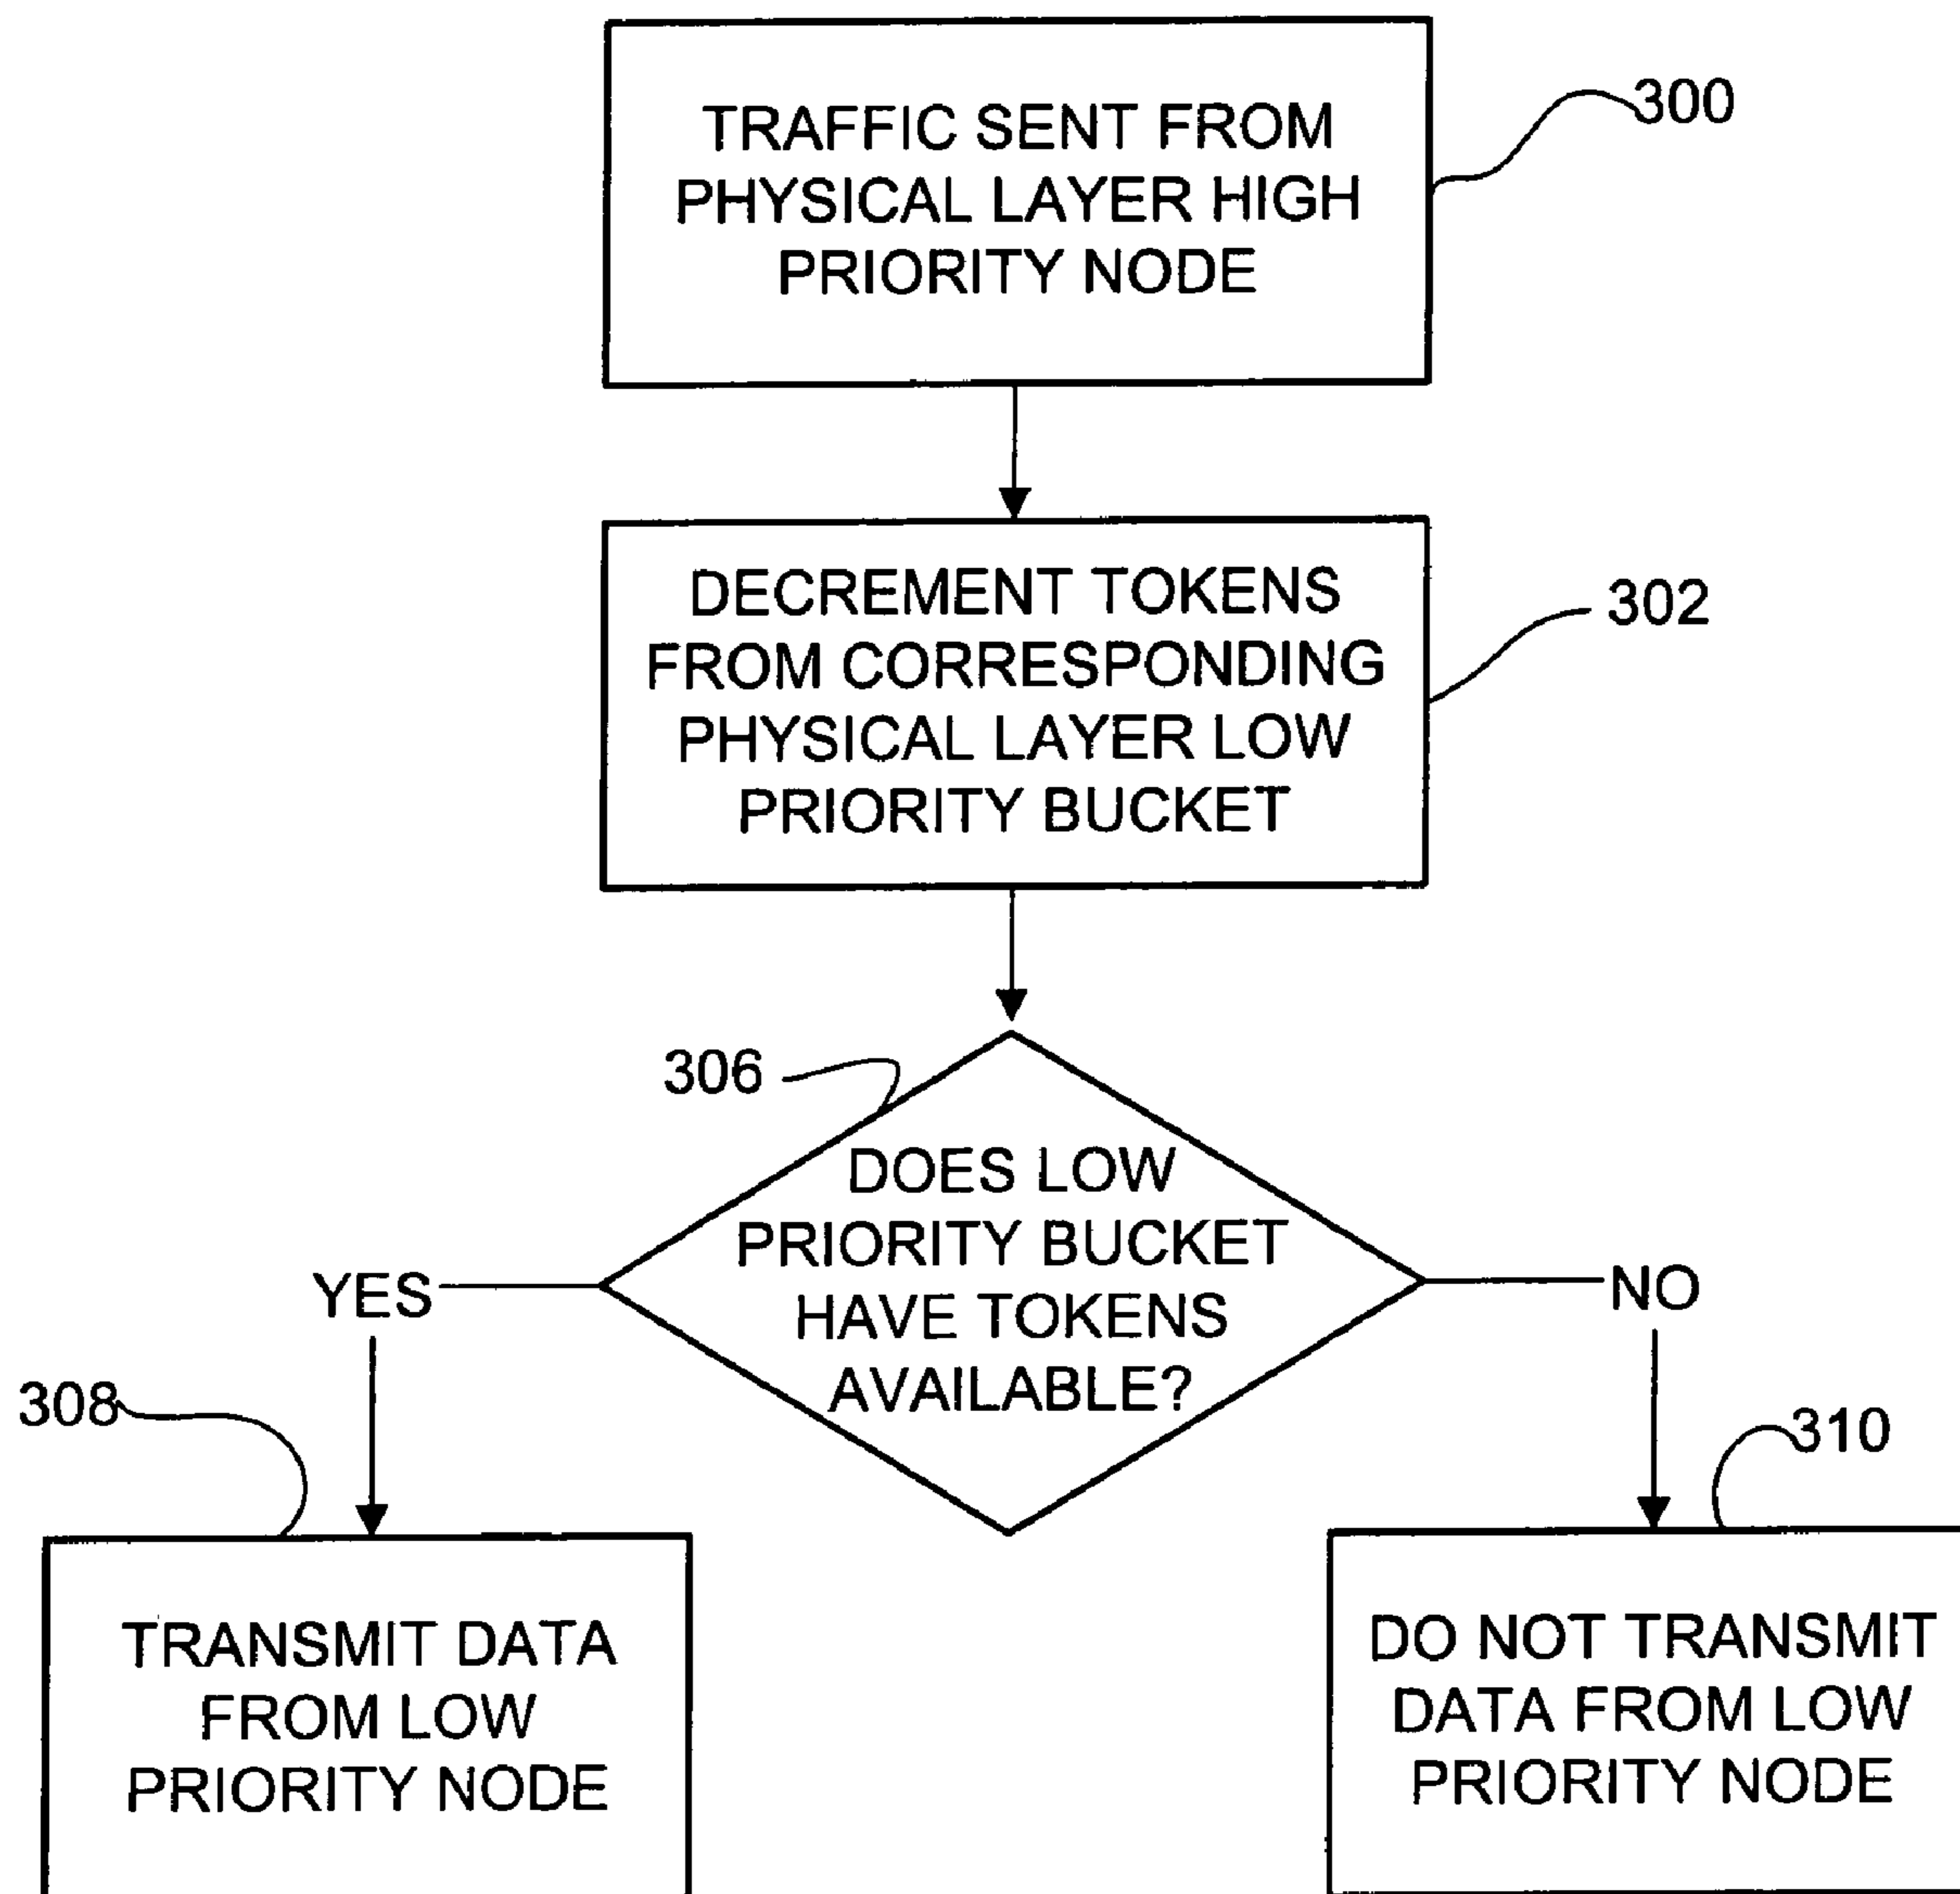 TRAFFIC SENT FROM
PHYSICAL LAYER HIGH
PRIORITY NODE
300
DECREMENT TOKENS
FROM CORRESPONDING
PHYSICAL LAYER LOW
PRIORITY BUCKET
302
306
DOES LOW
PRIORITY BUCKET
HAVE TOKENS
AVAILABLE?
YES
NO
308
310
TRANSMIT DATA
FROM LOW
PRIORITY NODE
DO NOT TRANSMIT
DATA FROM LOW
PRIORITY NODE